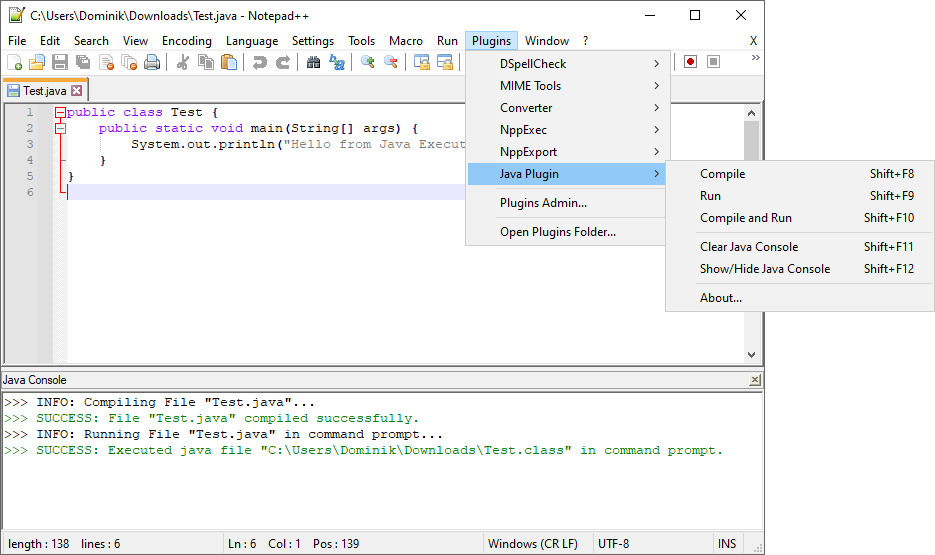 C:\Users\Dominik\Downloads\Test.java - Notepad++
File Edit Search View Encoding Language Settings Tools Macro Run Plugins Window ? X
Test.java
1 public class Test {
2 public static void main(String[] args) {
3 System.out.println("Hello from Java Execut
4 }
5 }
6
DSpellCheck
MIME Tools
Converter
NppExec
NppExport
Java Plugin
Plugins Admin...
Open Plugins Folder...
Compile Shift+F8
Run Shift+F9
Compile and Run Shift+F10
Clear Java Console Shift+F11
Show/Hide Java Console Shift+F12
About...
Java Console
>>> INFO: Compiling File "Test.java"...
>>> SUCCESS: File "Test.java" compiled successfully.
>>> INFO: Running File "Test.java" in command prompt...
>>> SUCCESS: Executed java file "C:\Users\Dominik\Downloads\Test.class" in command prompt.
length : 138 lines : 6 Ln : 6 Col : 1 Pos : 139 Windows (CR LF) UTF-8 INS